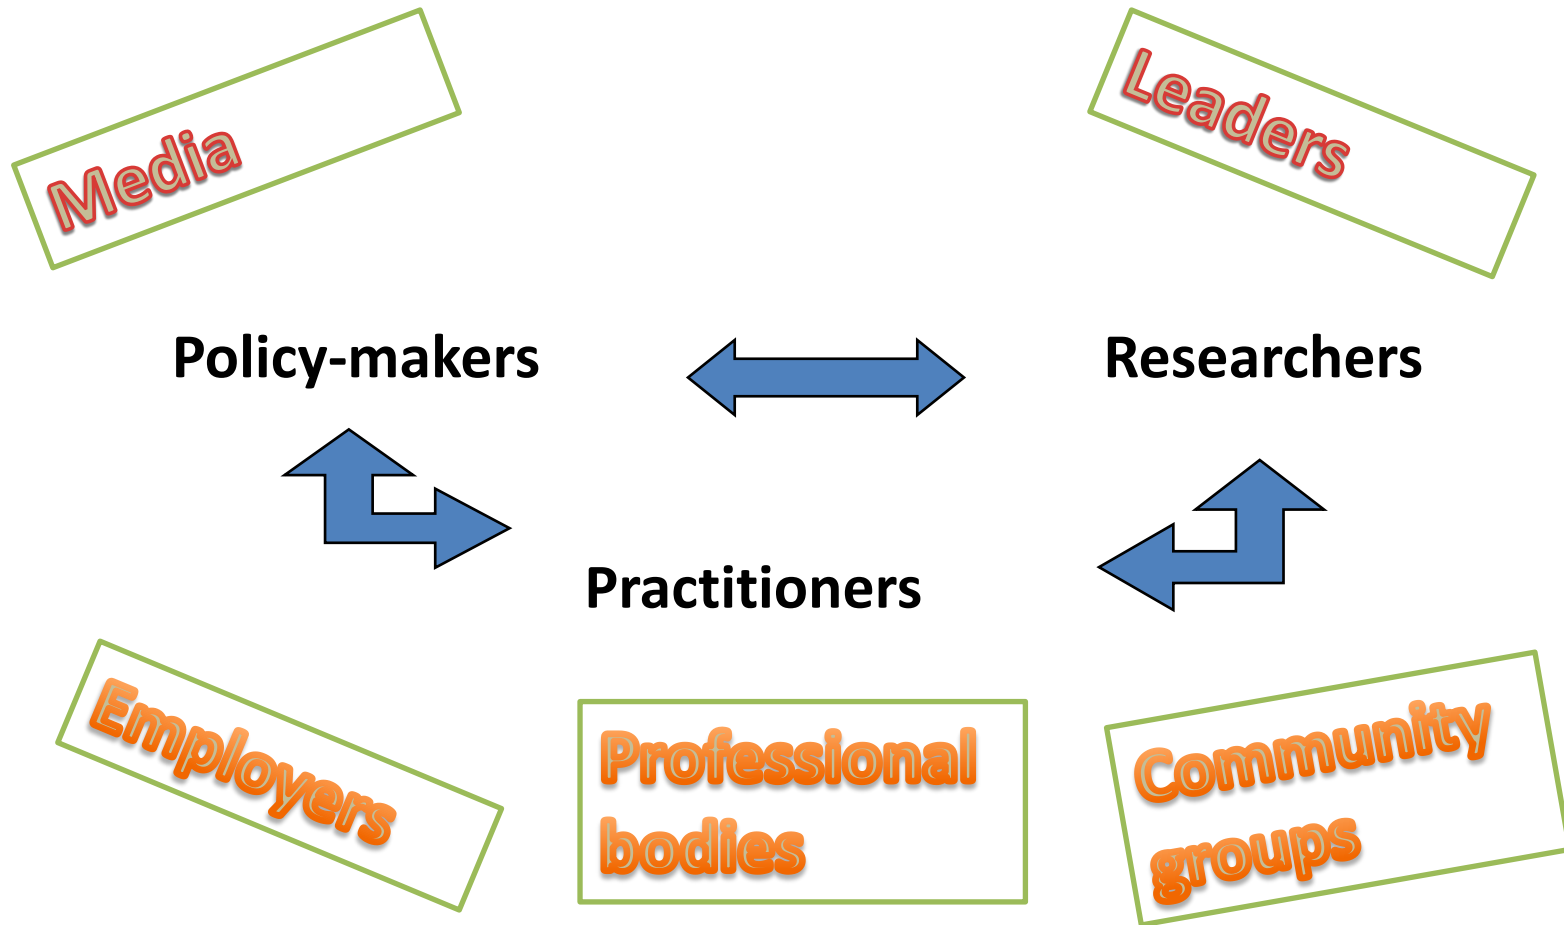 Media
Leaders
Policy-makers
Researchers
Practitioners
Employers
Professional
bodies
Community
groups